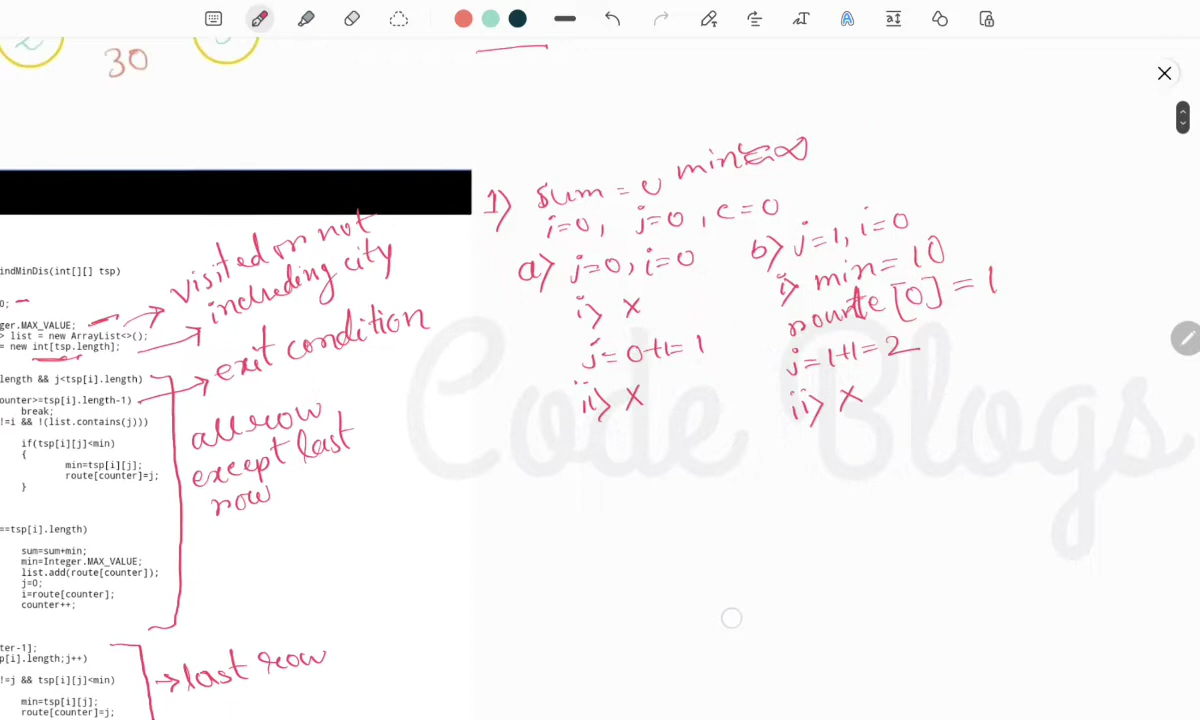 30
indMinDis(int[][] tsp)
0;
ger.MAX_VALUE;
> list = new ArrayList<>();
= new int[tsp.length];
length && j<tsp[i].length)
ounter>=tsp[i].length-1)
break;
!=i && !(list.contains(j)))
if(tsp[i][j]<min)
{
min=tsp[i][j];
route[counter]=j;
}
==tsp[i].length)
sum=sum+min;
min=Integer.MAX_VALUE;
list.add(route[counter]);
j=0;
i=route[counter];
counter++;
ter-1];
p[i].length;j++)
!=j && tsp[i][j]<min)
min=tsp[i][j];
route[counter]=j;
visited or not
including city
exit condition
all row
except last
row
→last row
1) sum = 0 min=∞
i=0, j=0, c=0
a) j=0, i=0
i> X
j=0+1=1
ii> X
b> j=1, i=0
i> min=10
route[0]=1
j=1+1=2
ii> X
Code Blogs